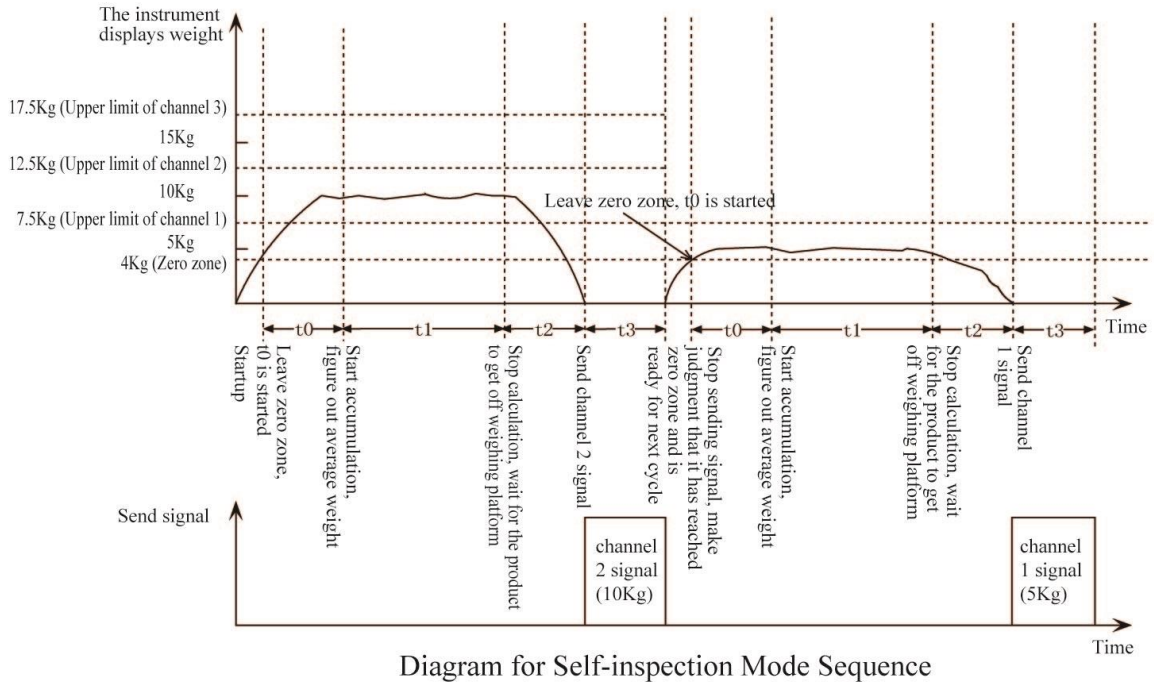 The instrument
displays weight
17.5Kg (Upper limit of channel 3)
15Kg
12.5Kg (Upper limit of channel 2)
10Kg
7.5Kg (Upper limit of channel 1)
5Kg
4Kg (Zero zone)
Leave zero zone, t0 is started
Time
t0
t1
t2
t3
t0
t1
t2
t3
Startup
Leave zero zone,
t0 is started
Start accumulation,
figure out average weight
Stop calculation, wait for the product
to get off weighing platform
Send channel 2 signal
Stop sending signal, make
judgment that it has reached
zero zone and is
ready for next cycle
Start accumulation,
figure out average weight
Stop calculation, wait
for the product to get
off weighing platform
Send channel
1 signal
Send signal
channel
2 signal
(10Kg)
channel
1 signal
(5Kg)
Time
Diagram for Self-inspection Mode Sequence